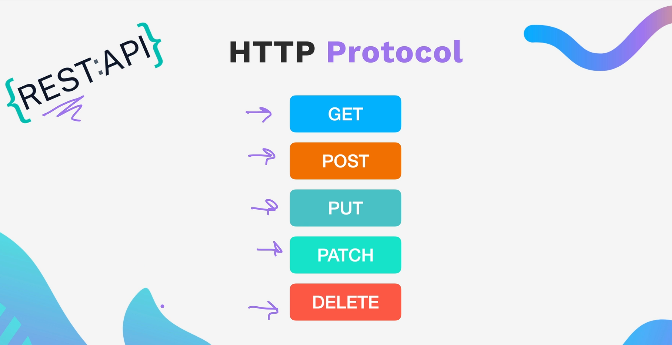 {REST:API}
HTTP Protocol
GET
POST
PUT
PATCH
DELETE